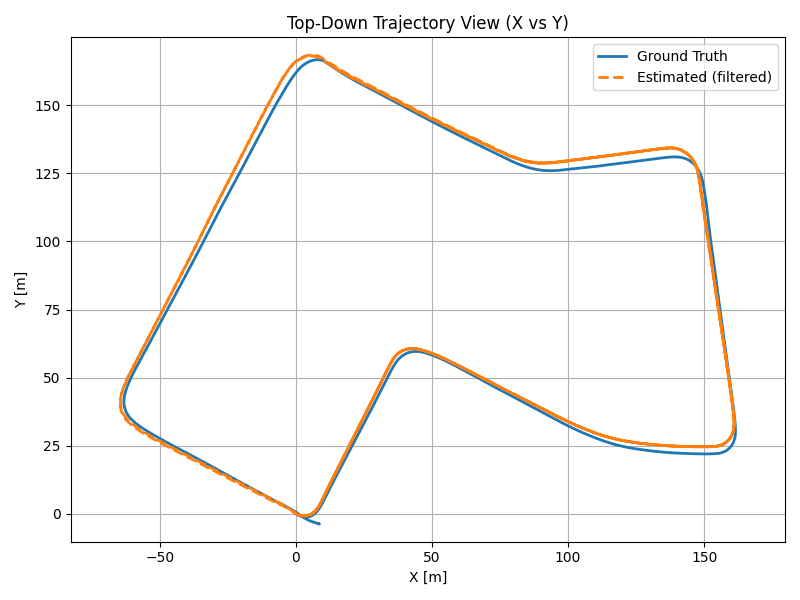 Top-Down Trajectory View (X vs Y)
Ground Truth
Estimated (filtered)
150
125
100
75
50
25
0
Y [m]
−50 0 50 100 150
X [m]